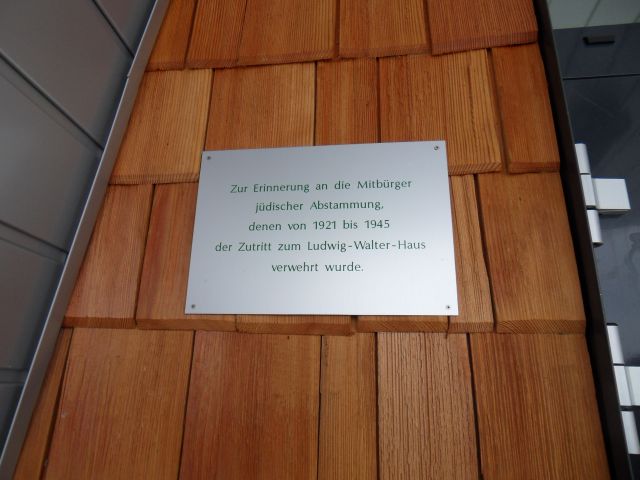 Zur Erinnerung an die Mitbürger
jüdischer Abstammung,
denen von 1921 bis 1945
der Zutritt zum Ludwig-Walter-Haus
verwehrt wurde.